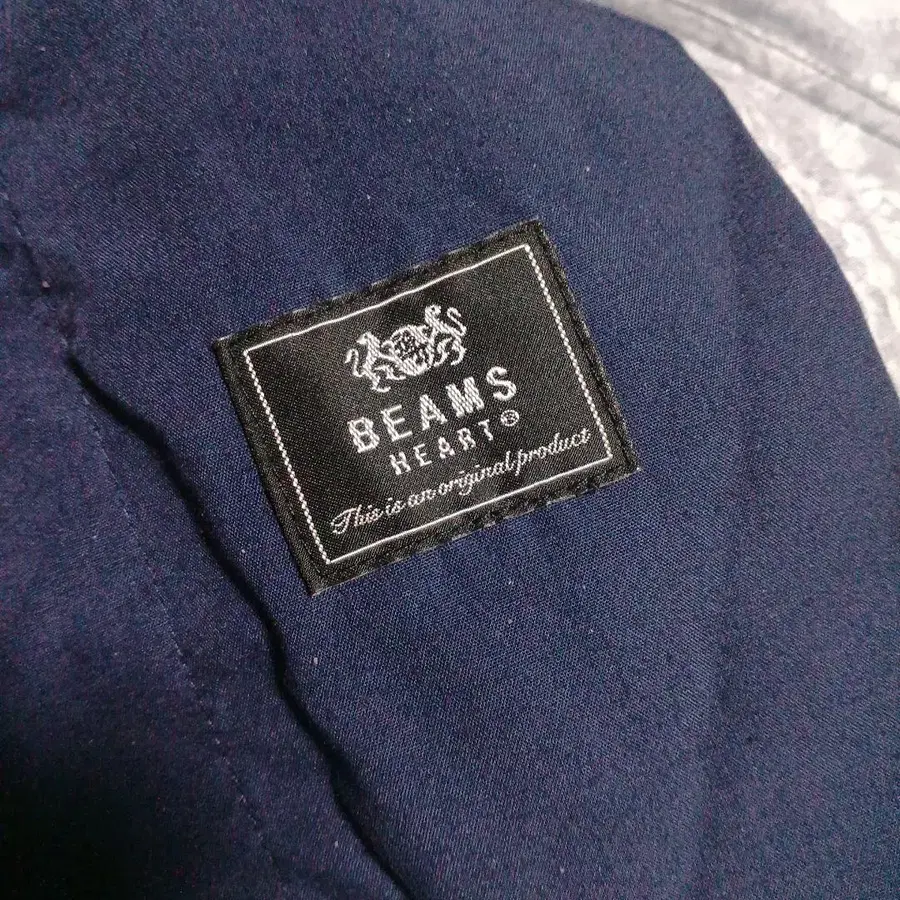 BEAMS
HEART®
This is an original product